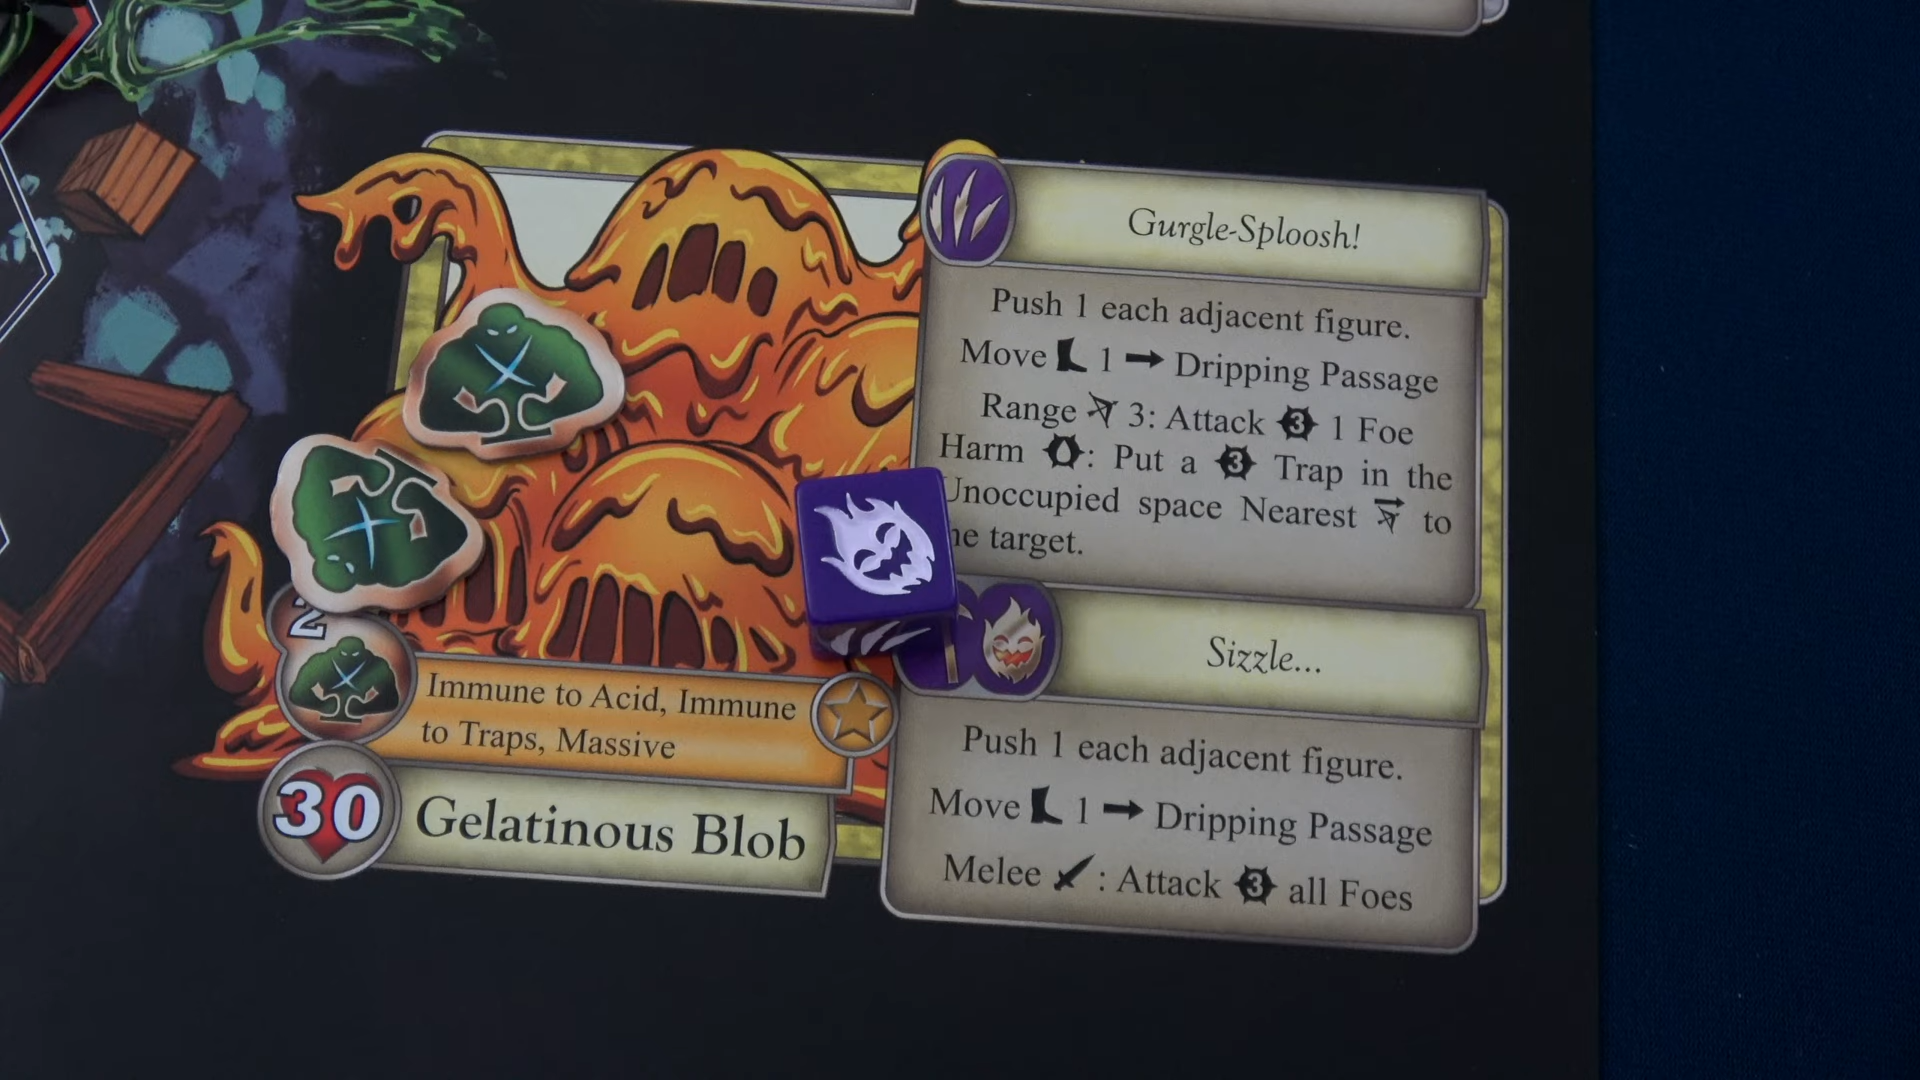 Gurgle-Sploosh!
Push 1 each adjacent figure.
Move 1 → Dripping Passage
Range 3: Attack 3 1 Foe
Harm : Put a 3 Trap in the
Unoccupied space Nearest to
he target.
Sizzle...
Push 1 each adjacent figure.
Move 1 → Dripping Passage
Melee : Attack 3 all Foes
2
Immune to Acid, Immune
to Traps, Massive
30
Gelatinous Blob